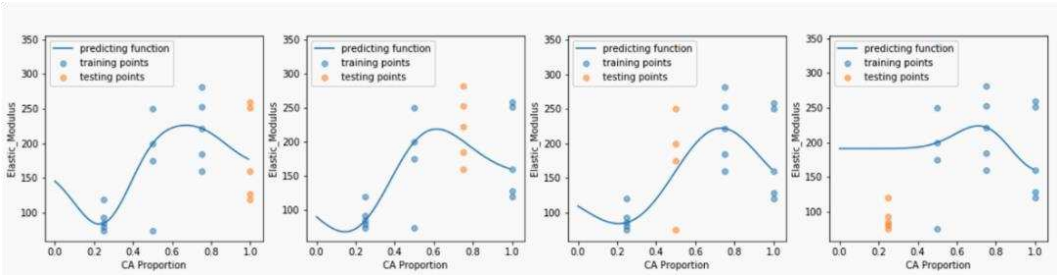 predicting function
training points
testing points
350
300
250
200
150
100
Elastic_Modulus
0.0 0.2 0.4 0.6 0.8 1.0
CA Proportion
predicting function
training points
testing points
350
300
250
200
150
100
Elastic_Modulus
0.0 0.2 0.4 0.6 0.8 1.0
CA Proportion
predicting function
training points
testing points
350
300
250
200
150
100
Elastic_Modulus
0.0 0.2 0.4 0.6 0.8 1.0
CA Proportion
predicting function
training points
testing points
350
300
250
200
150
100
Elastic_Modulus
0.0 0.2 0.4 0.6 0.8 1.0
CA Proportion